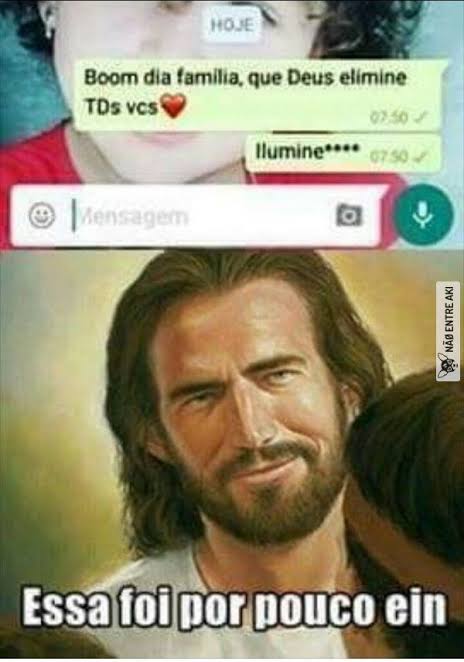 HOJE
Boom dia família, que Deus elimine
TDs vcs❤️
07:50
Ilumine****
07:50
Mensagem
NÃO ENTRE AKI
Essa foi por pouco ein